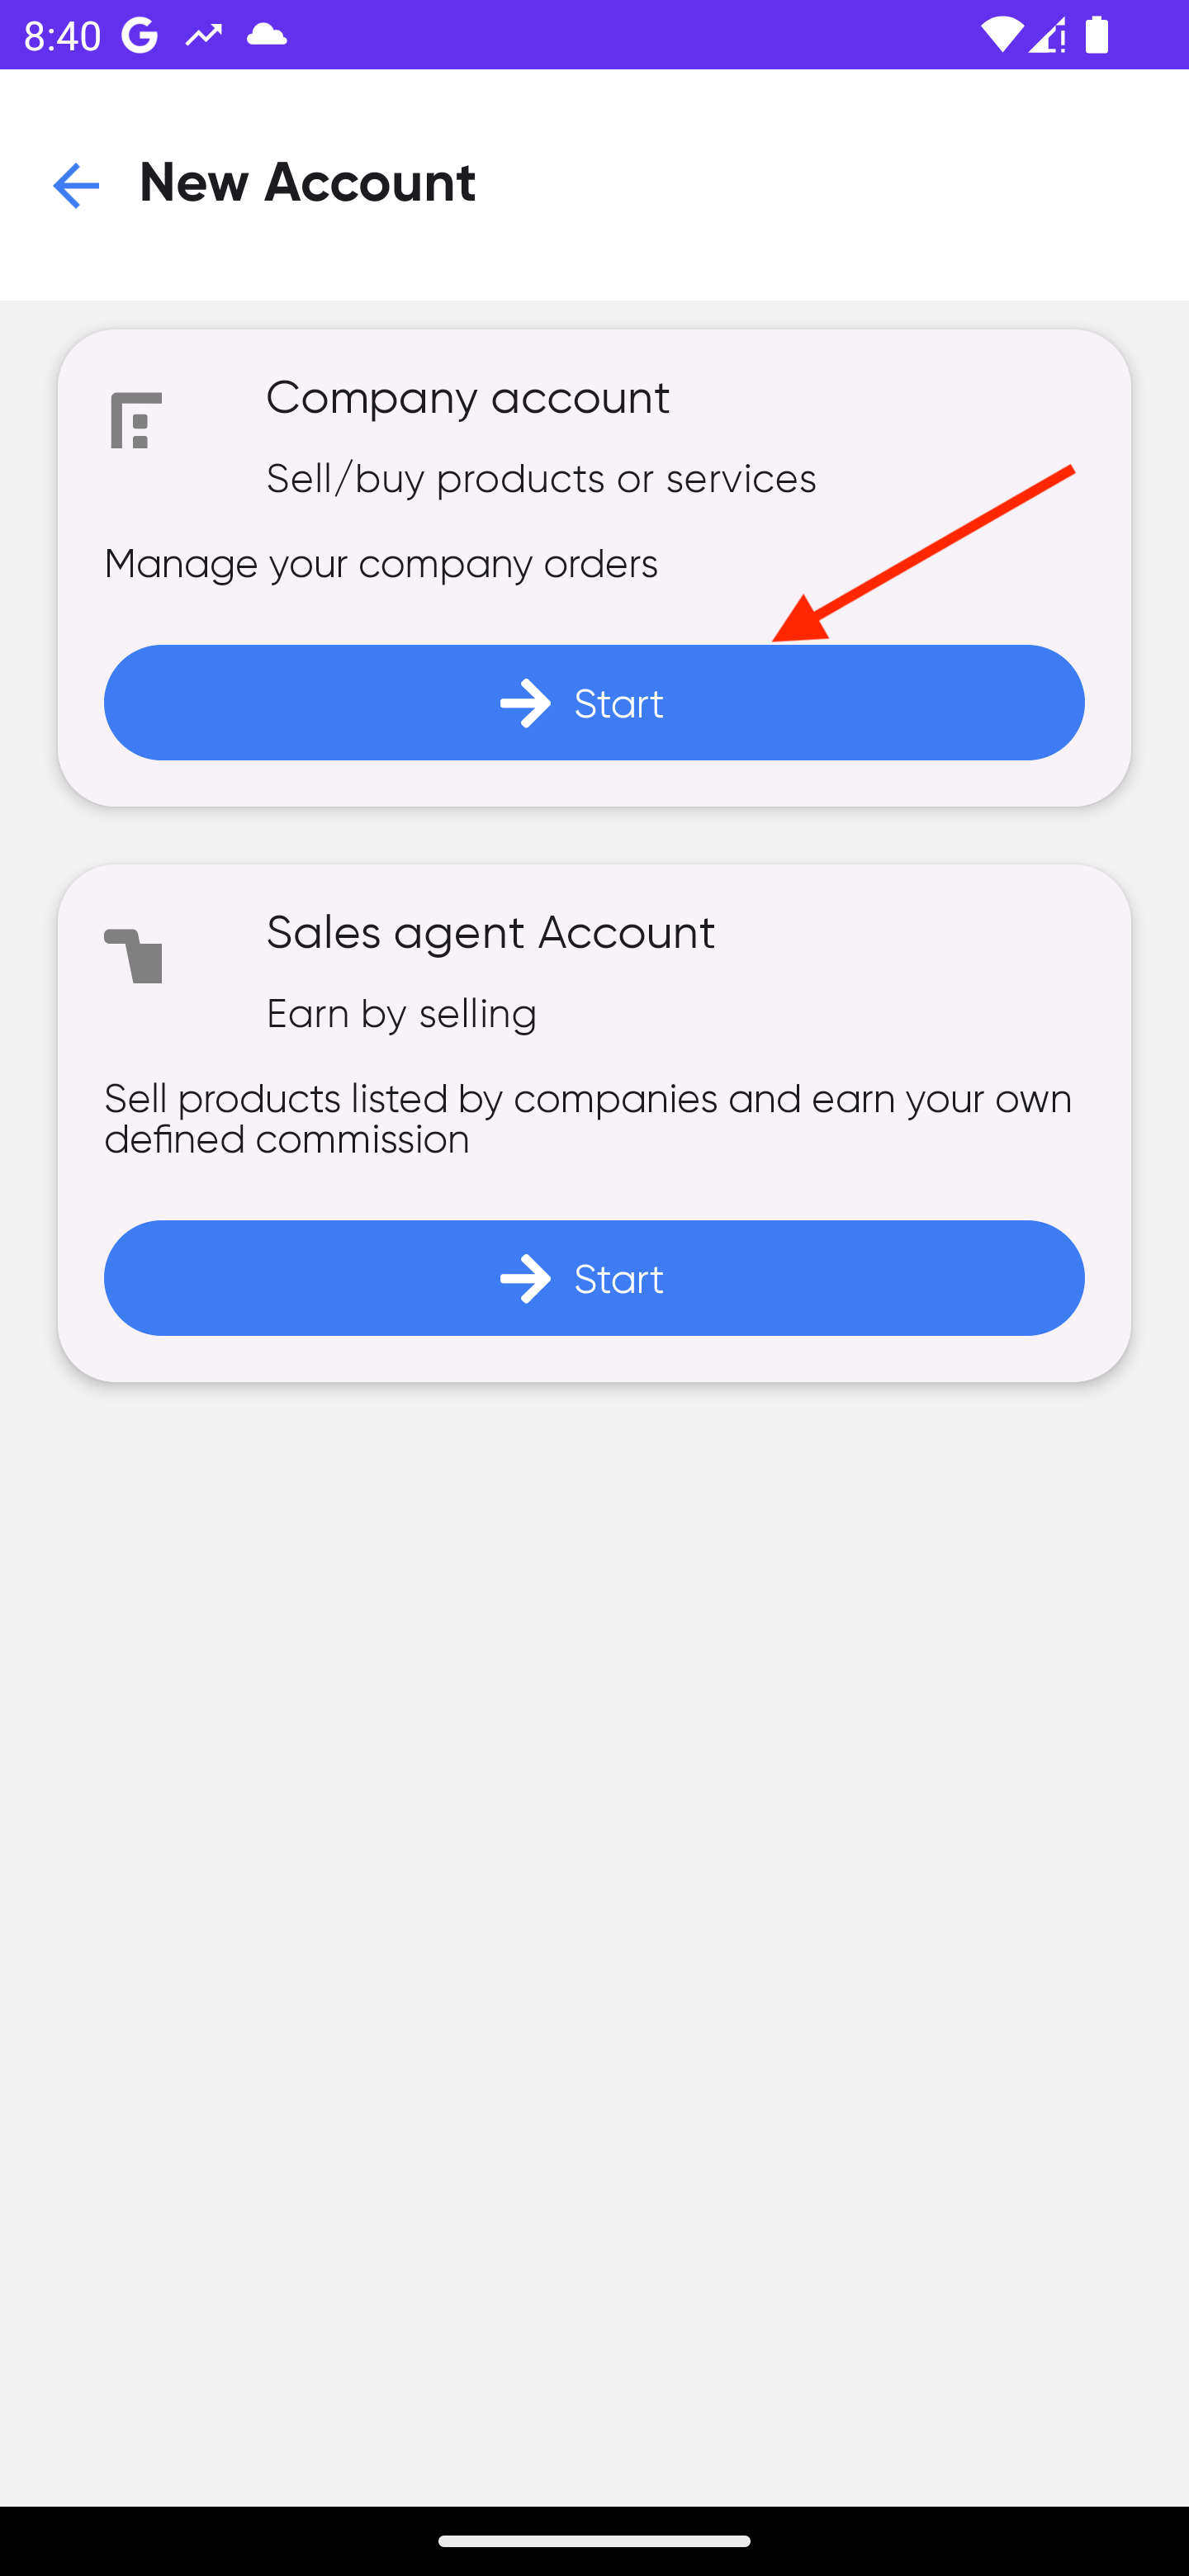 8:40
New Account
Company account
Sell/buy products or services
Manage your company orders
Start
Sales agent Account
Earn by selling
Sell products listed by companies and earn your own
defined commission
Start